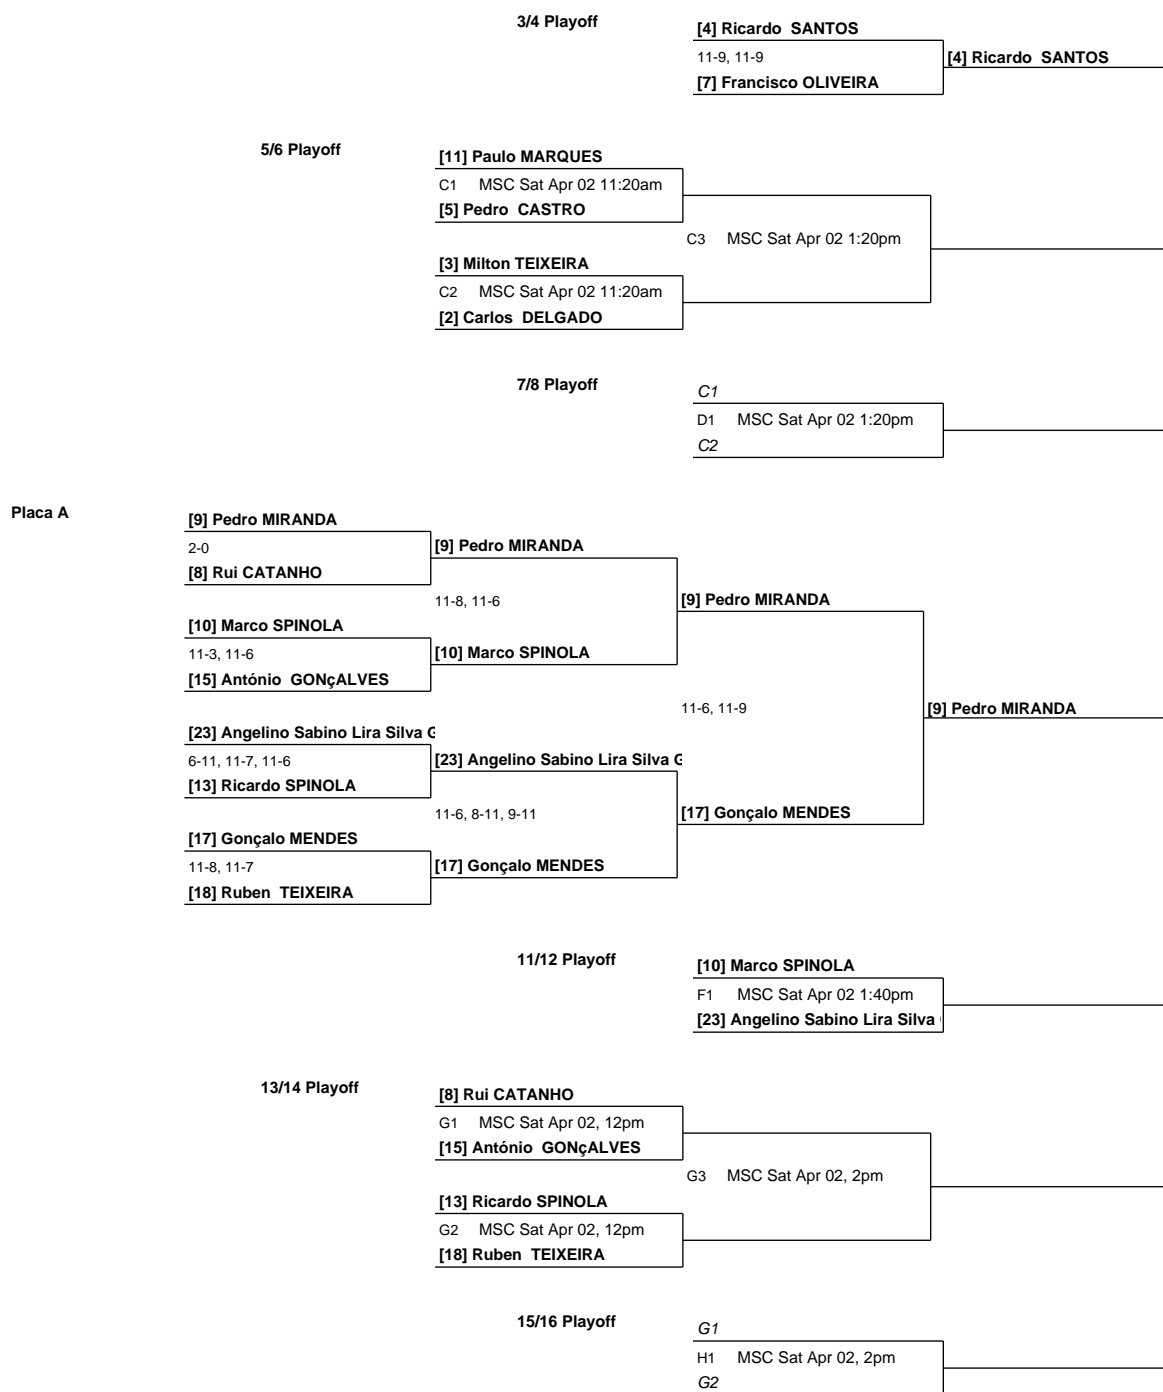 3/4 Playoff
[4] Ricardo SANTOS
11-9, 11-9
[4] Ricardo SANTOS
[7] Francisco OLIVEIRA
5/6 Playoff
[11] Paulo MARQUES
C1 MSC Sat Apr 02 11:20am
[5] Pedro CASTRO
C3 MSC Sat Apr 02 1:20pm
[3] Milton TEIXEIRA
C2 MSC Sat Apr 02 11:20am
[2] Carlos DELGADO
7/8 Playoff
C1
D1 MSC Sat Apr 02 1:20pm
C2
Placa A
[9] Pedro MIRANDA
2-0
[9] Pedro MIRANDA
[8] Rui CATANHO
11-8, 11-6
[9] Pedro MIRANDA
[10] Marco SPINOLA
11-3, 11-6
[10] Marco SPINOLA
[15] António GONçALVES
11-6, 11-9
[9] Pedro MIRANDA
[23] Angelino Sabino Lira Silva G
6-11, 11-7, 11-6
[23] Angelino Sabino Lira Silva G
[13] Ricardo SPINOLA
11-6, 8-11, 9-11
[17] Gonçalo MENDES
[17] Gonçalo MENDES
11-8, 11-7
[17] Gonçalo MENDES
[18] Ruben TEIXEIRA
11/12 Playoff
[10] Marco SPINOLA
F1 MSC Sat Apr 02 1:40pm
[23] Angelino Sabino Lira Silva
13/14 Playoff
[8] Rui CATANHO
G1 MSC Sat Apr 02, 12pm
[15] António GONçALVES
G3 MSC Sat Apr 02, 2pm
[13] Ricardo SPINOLA
G2 MSC Sat Apr 02, 12pm
[18] Ruben TEIXEIRA
15/16 Playoff
G1
H1 MSC Sat Apr 02, 2pm
G2